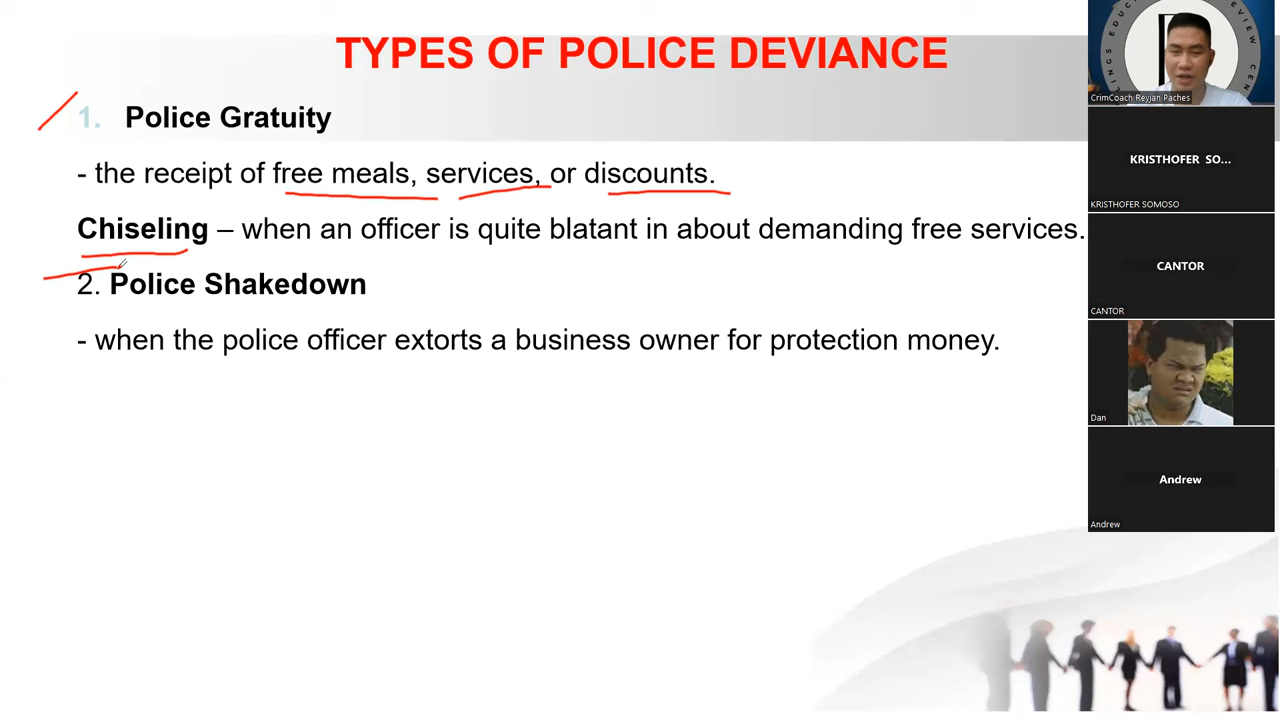 TYPES OF POLICE DEVIANCE
1. Police Gratuity
- the receipt of free meals, services, or discounts.
Chiseling – when an officer is quite blatant in about demanding free services.
2. Police Shakedown
- when the police officer extorts a business owner for protection money.
CrimCoach Reyjan Paches
KRISTHOFER SO...
KRISTHOFER SOMOSO
CANTOR
CANTOR
Dan
Andrew
Andrew